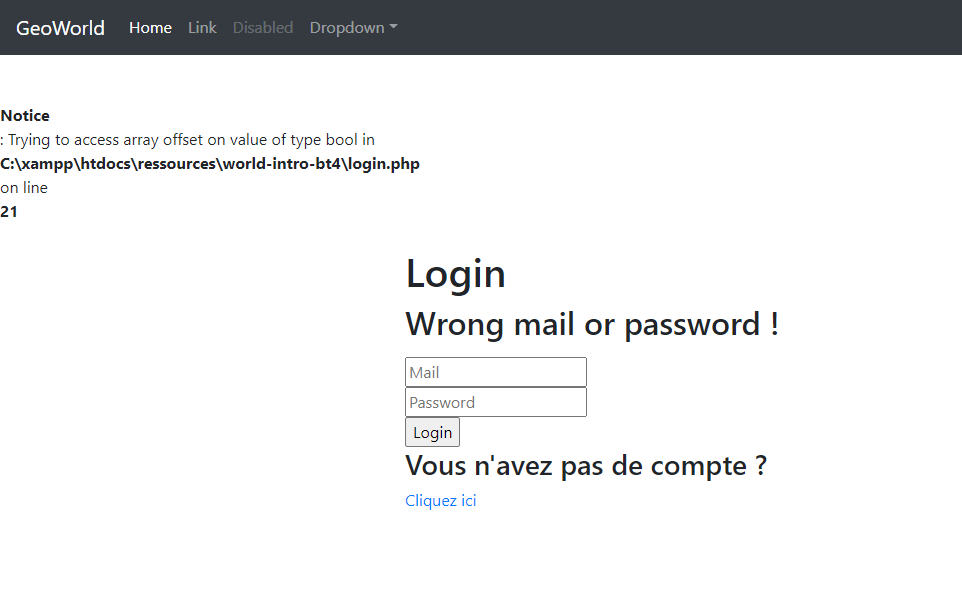 GeoWorld Home Link Disabled Dropdown
Notice
: Trying to access array offset on value of type bool in
C:\xampp\htdocs\ressources\world-intro-bt4\login.php
on line
21
Login
Wrong mail or password !
Mail
Password
Login
Vous n'avez pas de compte ?
Cliquez ici